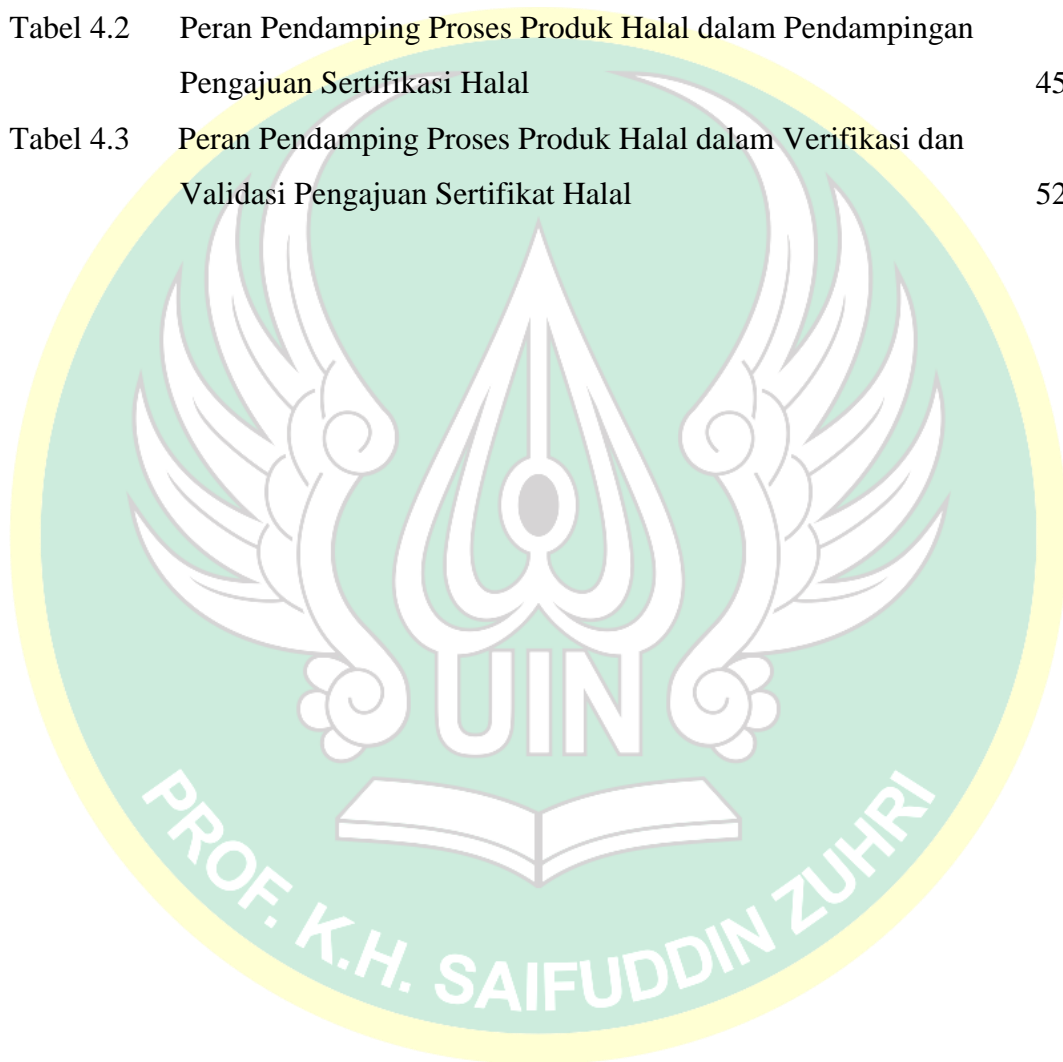 Tabel 4.2 Peran Pendamping Proses Produk Halal dalam Pendampingan
Pengajuan Sertifikasi Halal 45
Tabel 4.3 Peran Pendamping Proses Produk Halal dalam Verifikasi dan
Validasi Pengajuan Sertifikat Halal 52
UIN
PROF. K.H. SAIFUDDIN ZUHRI